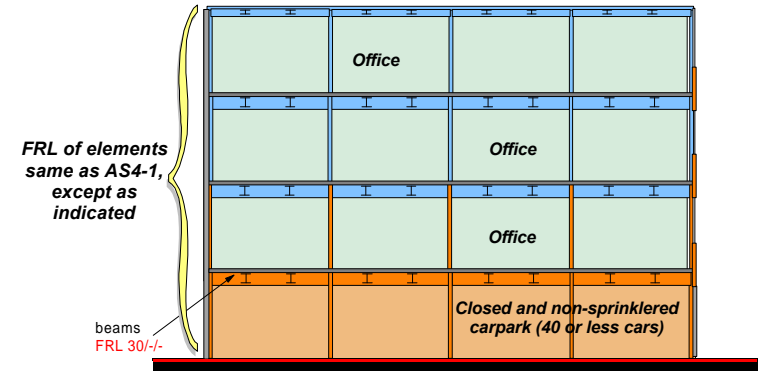 Office
FRL of elements
same as AS4-1,
except as
indicated
Office
Office
Closed and non-sprinklered
carpark (40 or less cars)
beams
FRL 30/-/-